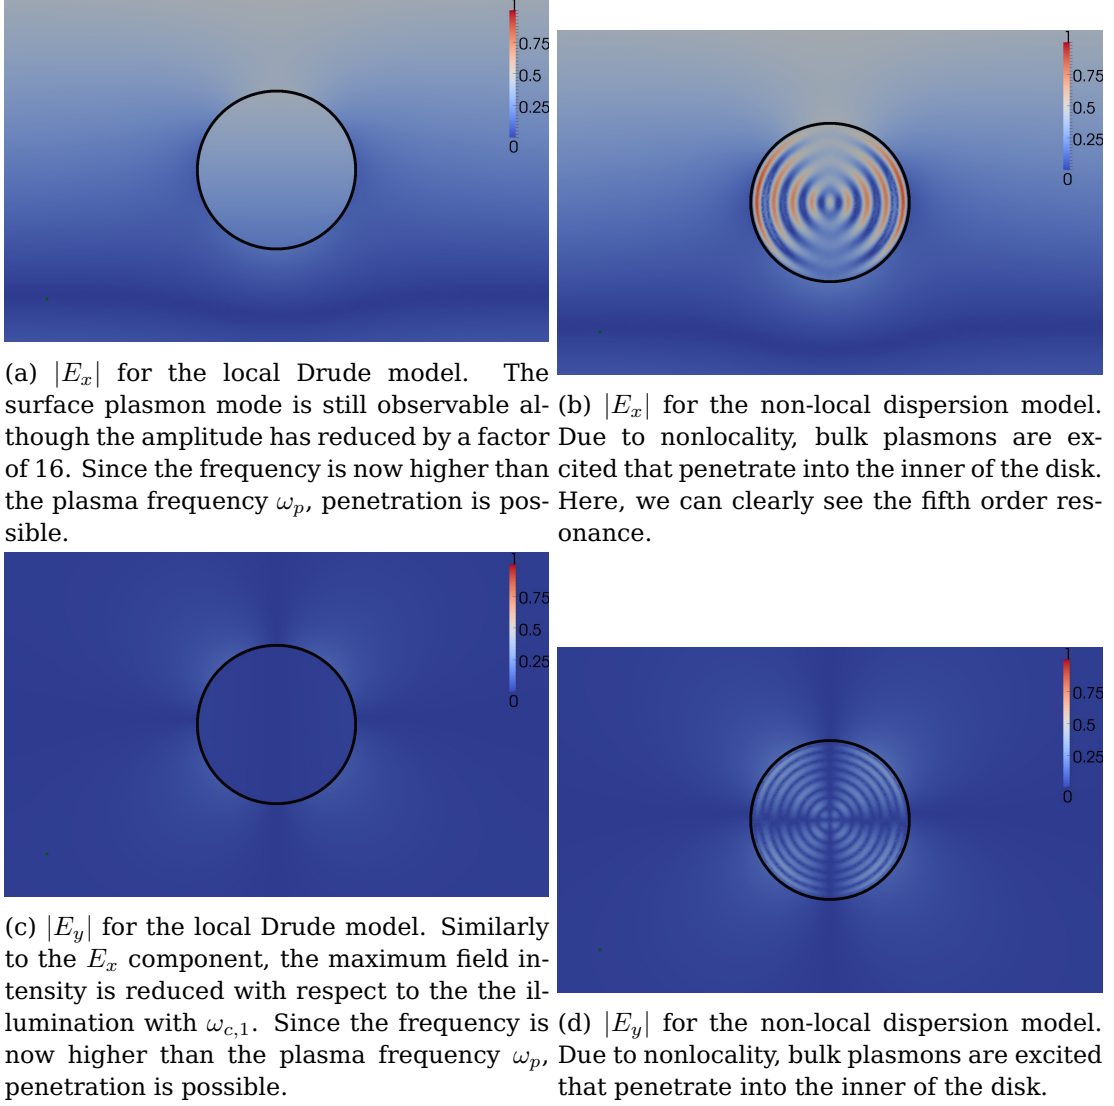 1
0.75
0.5
0.25
0
1
0.75
0.5
0.25
0
(a) |E_x| for the local Drude model. The
surface plasmon mode is still observable al-
though the amplitude has reduced by a factor
of 16. Since the frequency is now higher than
the plasma frequency ω_p, penetration is pos-
sible.
(b) |E_x| for the non-local dispersion model.
Due to nonlocality, bulk plasmons are ex-
cited that penetrate into the inner of the disk.
Here, we can clearly see the fifth order res-
onance.
1
0.75
0.5
0.25
0
1
0.75
0.5
0.25
0
(c) |E_y| for the local Drude model. Similarly
to the E_x component, the maximum field in-
tensity is reduced with respect to the the il-
lumination with ω_{c,1}. Since the frequency is
now higher than the plasma frequency ω_p,
penetration is possible.
(d) |E_y| for the non-local dispersion model.
Due to nonlocality, bulk plasmons are excited
that penetrate into the inner of the disk.